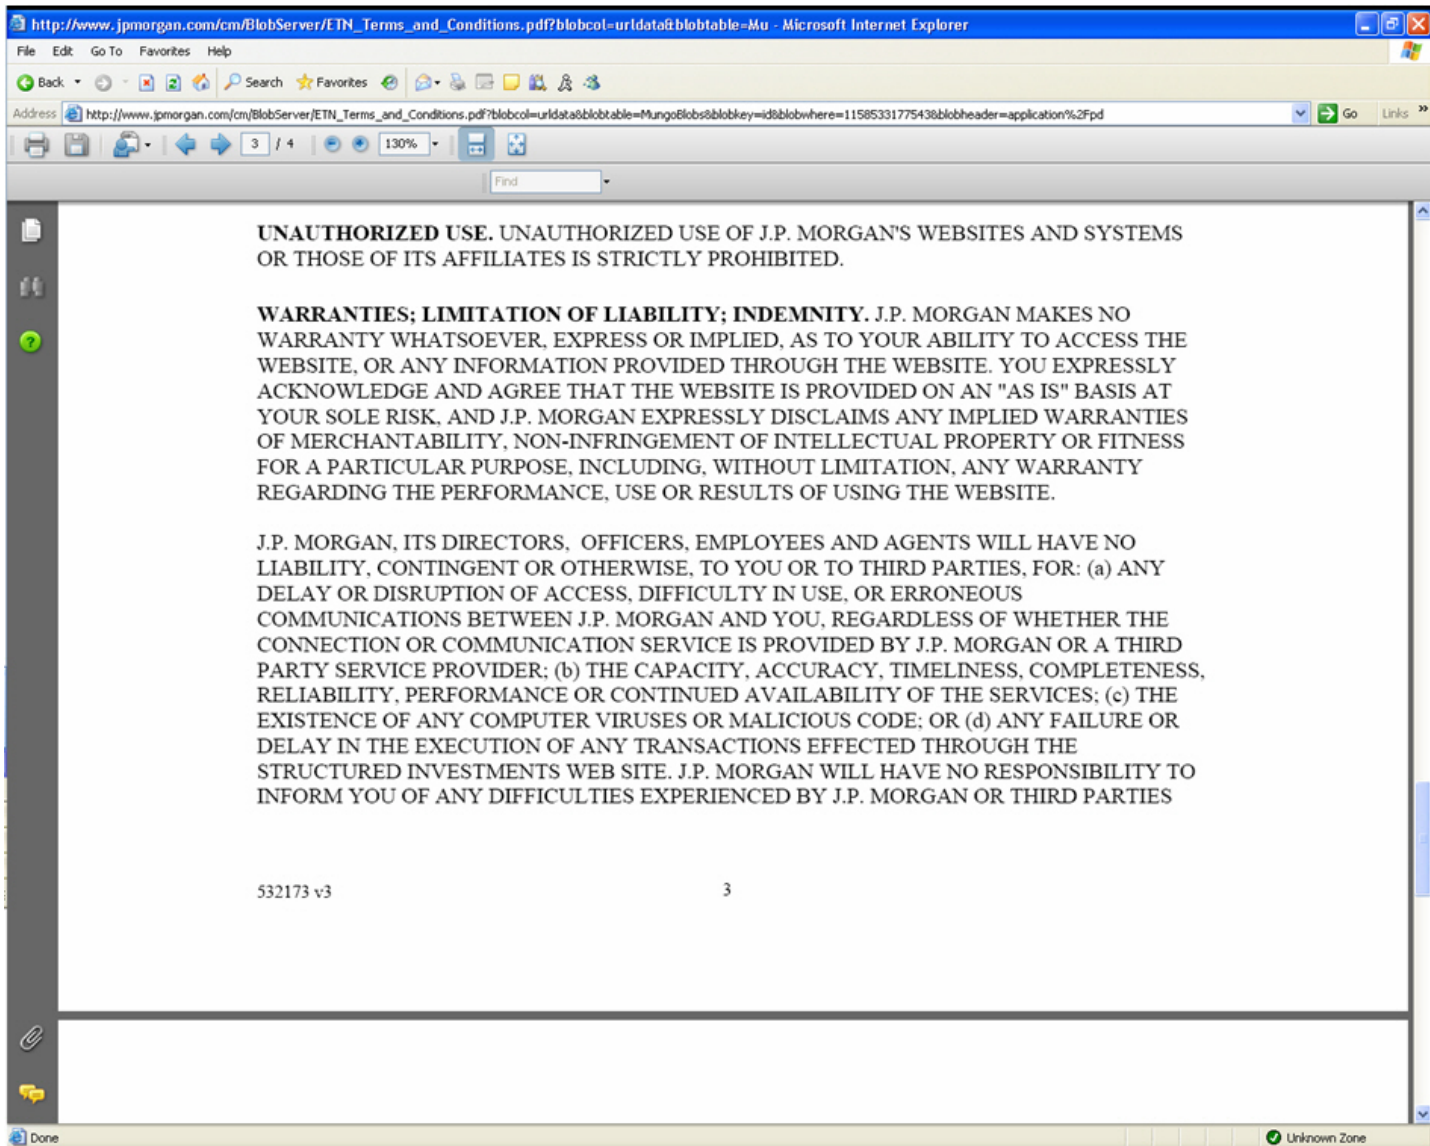 http://www.jpmorgan.com/cm/BlobServer/ETN_Terms_and_Conditions.pdf?blobcol=urldata&blobtable=Mu - Microsoft Internet Explorer
File Edit Go To Favorites Help
Back Search Favorites
Address http://www.jpmorgan.com/cm/BlobServer/ETN_Terms_and_Conditions.pdf?blobcol=urldata&blobtable=MungoBlobs&blobkey=id&blobwhere=1158533177543&blobheader=application%2Fpd Go Links »
3 / 4 130%
Find
UNAUTHORIZED USE. UNAUTHORIZED USE OF J.P. MORGAN'S WEBSITES AND SYSTEMS
OR THOSE OF ITS AFFILIATES IS STRICTLY PROHIBITED.
WARRANTIES; LIMITATION OF LIABILITY; INDEMNITY. J.P. MORGAN MAKES NO
WARRANTY WHATSOEVER, EXPRESS OR IMPLIED, AS TO YOUR ABILITY TO ACCESS THE
WEBSITE, OR ANY INFORMATION PROVIDED THROUGH THE WEBSITE. YOU EXPRESSLY
ACKNOWLEDGE AND AGREE THAT THE WEBSITE IS PROVIDED ON AN "AS IS" BASIS AT
YOUR SOLE RISK, AND J.P. MORGAN EXPRESSLY DISCLAIMS ANY IMPLIED WARRANTIES
OF MERCHANTABILITY, NON-INFRINGEMENT OF INTELLECTUAL PROPERTY OR FITNESS
FOR A PARTICULAR PURPOSE, INCLUDING, WITHOUT LIMITATION, ANY WARRANTY
REGARDING THE PERFORMANCE, USE OR RESULTS OF USING THE WEBSITE.
J.P. MORGAN, ITS DIRECTORS, OFFICERS, EMPLOYEES AND AGENTS WILL HAVE NO
LIABILITY, CONTINGENT OR OTHERWISE, TO YOU OR TO THIRD PARTIES, FOR: (a) ANY
DELAY OR DISRUPTION OF ACCESS, DIFFICULTY IN USE, OR ERRONEOUS
COMMUNICATIONS BETWEEN J.P. MORGAN AND YOU, REGARDLESS OF WHETHER THE
CONNECTION OR COMMUNICATION SERVICE IS PROVIDED BY J.P. MORGAN OR A THIRD
PARTY SERVICE PROVIDER; (b) THE CAPACITY, ACCURACY, TIMELINESS, COMPLETENESS,
RELIABILITY, PERFORMANCE OR CONTINUED AVAILABILITY OF THE SERVICES; (c) THE
EXISTENCE OF ANY COMPUTER VIRUSES OR MALICIOUS CODE; OR (d) ANY FAILURE OR
DELAY IN THE EXECUTION OF ANY TRANSACTIONS EFFECTED THROUGH THE
STRUCTURED INVESTMENTS WEB SITE. J.P. MORGAN WILL HAVE NO RESPONSIBILITY TO
INFORM YOU OF ANY DIFFICULTIES EXPERIENCED BY J.P. MORGAN OR THIRD PARTIES
532173 v3 3
Done Unknown Zone